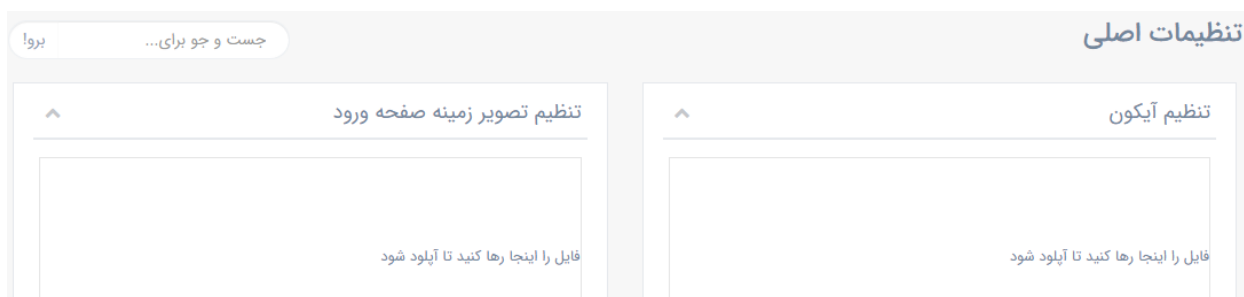 تنظیمات اصلی
جست و جو برای...
برو!
تنظیم آیکون
تنظیم تصویر زمینه صفحه ورود
فایل را اینجا رها کنید تا آپلود شود
فایل را اینجا رها کنید تا آپلود شود